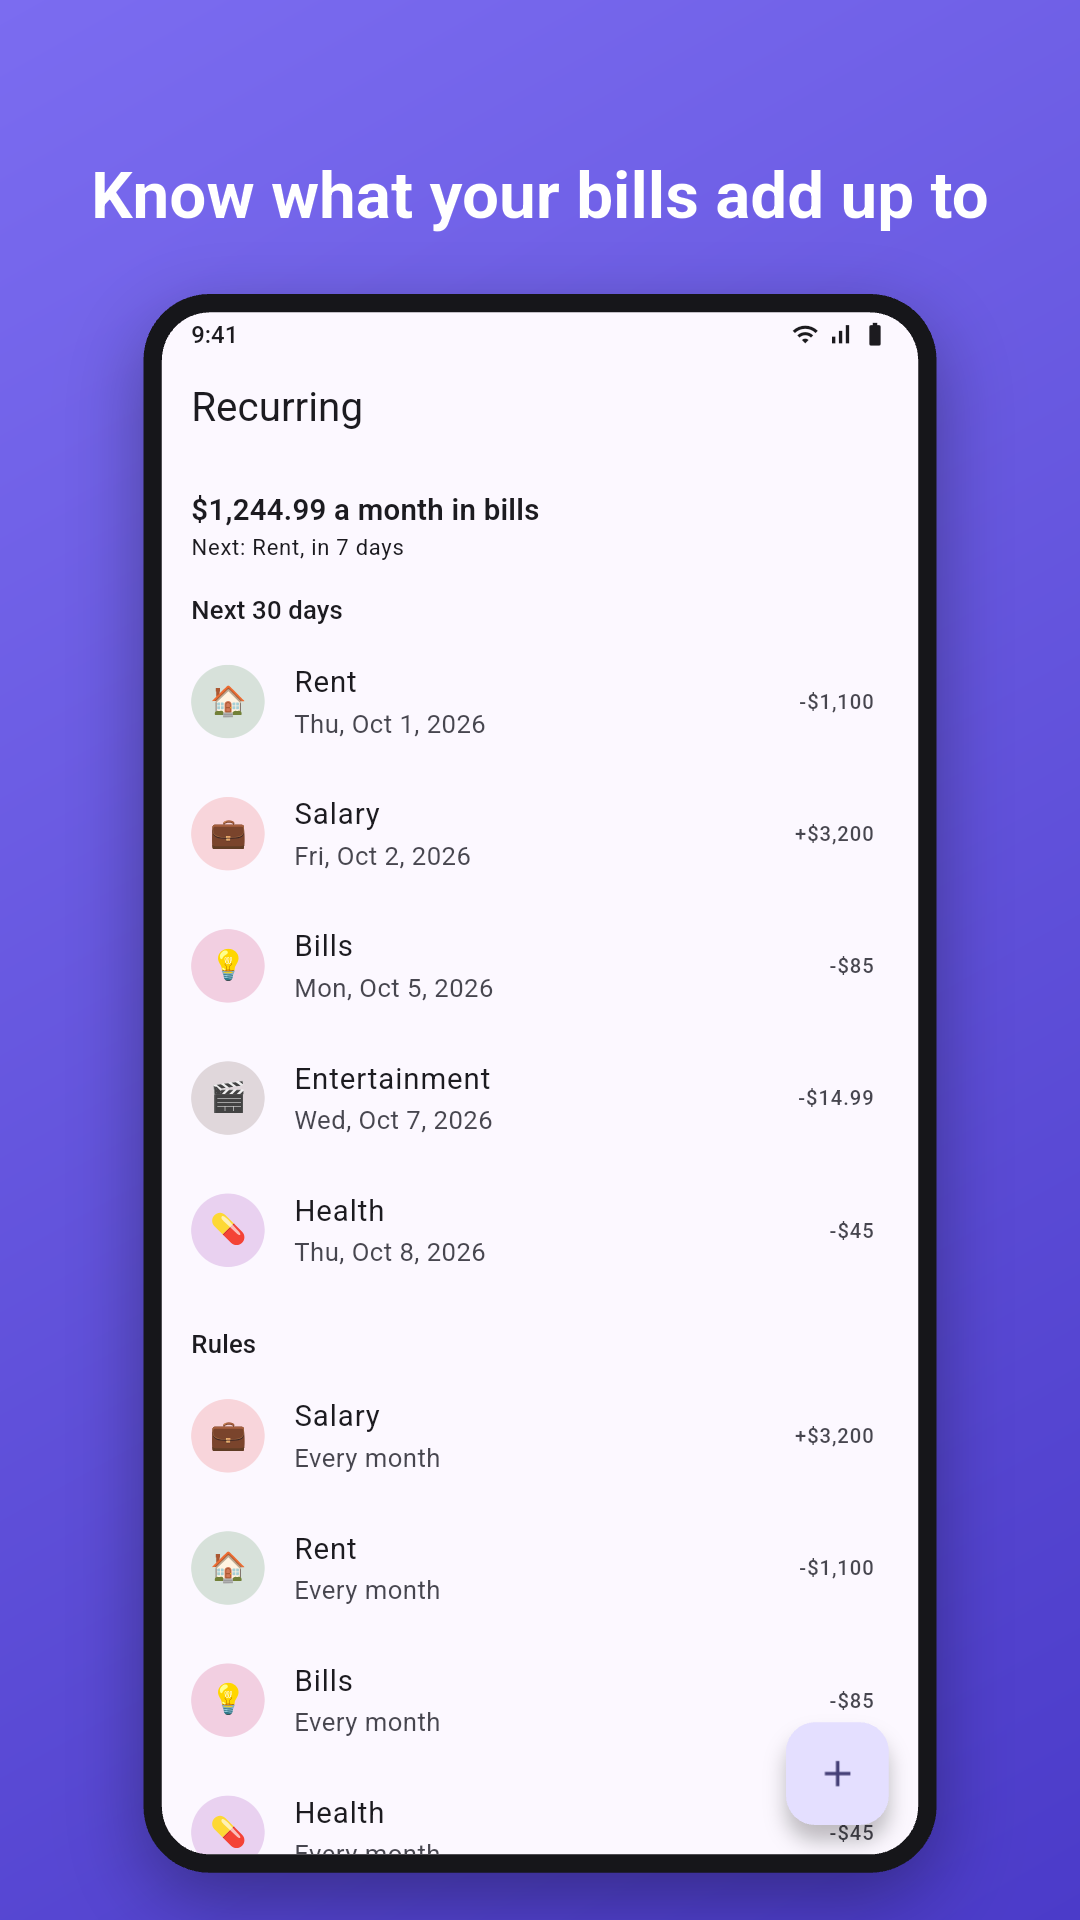 Know what your bills add up to
9:41
Recurring
$1,244.99 a month in bills
Next: Rent, in 7 days
Next 30 days
Rent
Thu, Oct 1, 2026
-$1,100
Salary
Fri, Oct 2, 2026
+$3,200
Bills
Mon, Oct 5, 2026
-$85
Entertainment
Wed, Oct 7, 2026
-$14.99
Health
Thu, Oct 8, 2026
-$45
Rules
Salary
Every month
+$3,200
Rent
Every month
-$1,100
Bills
Every month
-$85
Health
Every month
-$45